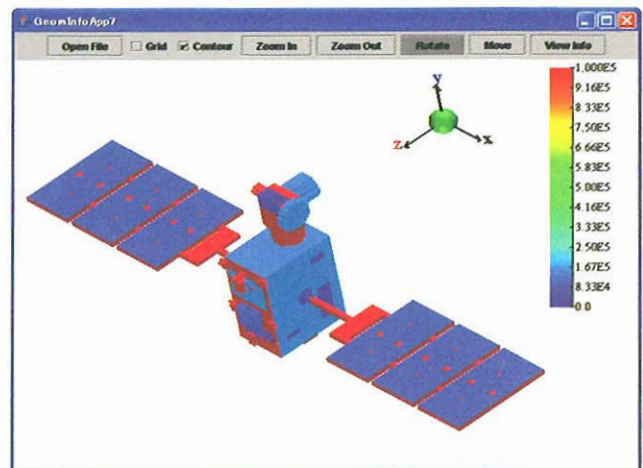 GeomInfoApp7
Open File Grid Contour Zoom In Zoom Out Rotate Move View Info
y
x
z
1.000E5
9.16E5
8.33E5
7.50E5
6.66E5
5.83E5
5.00E5
4.16E5
3.33E5
2.50E5
1.67E5
8.33E4
0.0